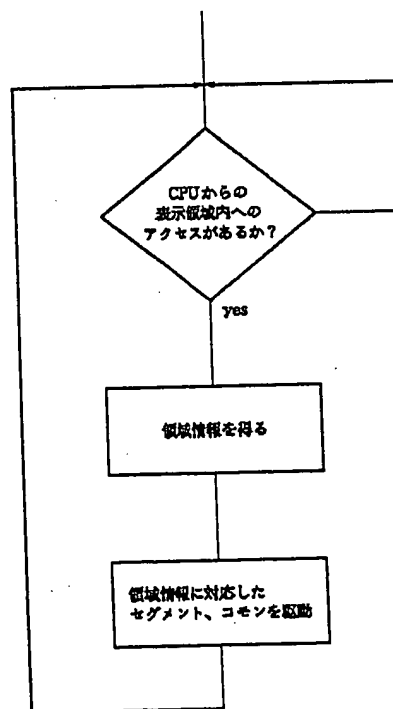 CPUからの
表示領域内への
アクセスがあるか?
yes
領域情報を得る
領域情報に対応した
セグメント、コモンを駆動